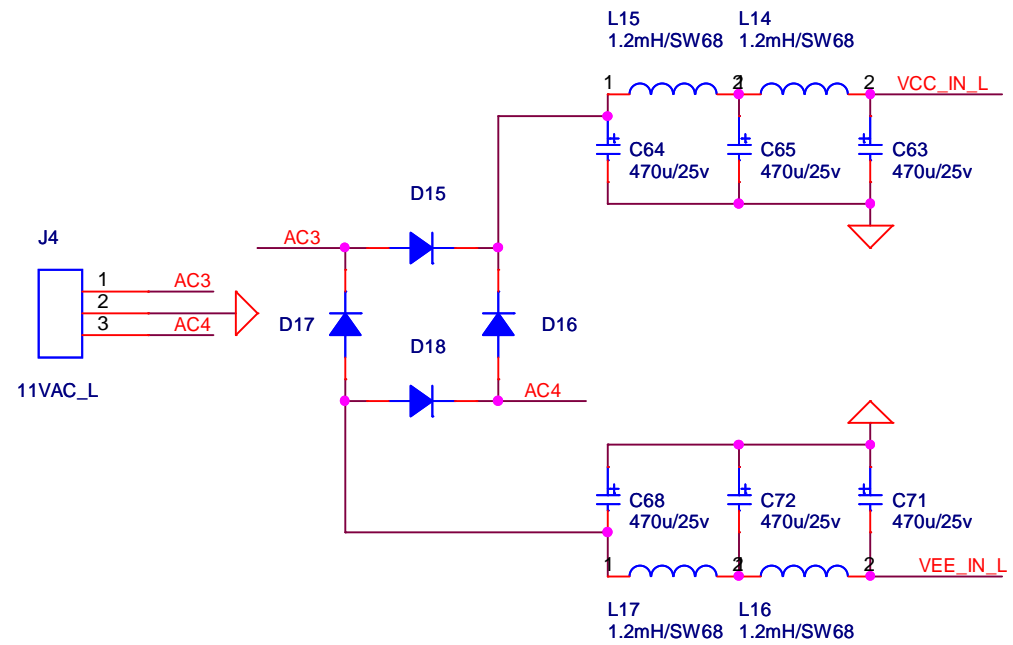 L15 L14
1.2mH/SW68 1.2mH/SW68
1 2 1 2 VCC_IN_L
C64 C65 C63
470u/25v 470u/25v 470u/25v
D15
J4 AC3
1 AC3
2
3 AC4
D17 D16
D18
11VAC_L AC4
C68 C72 C71
470u/25v 470u/25v 470u/25v
1 2 1 2 VEE_IN_L
L17 L16
1.2mH/SW68 1.2mH/SW68